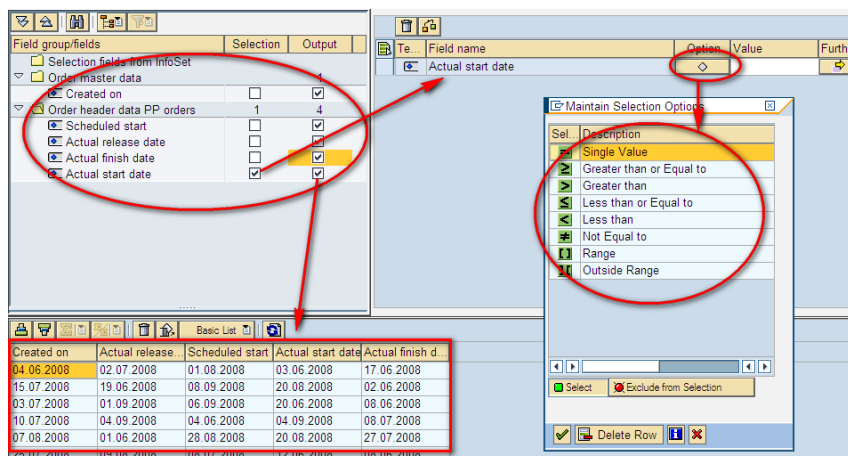 Field group/fields Selection Output
Selection fields from InfoSet
Order master data 1
Created on
Order header data PP orders 1 4
Scheduled start
Actual release date
Actual finish date
Actual start date
Te... Field name Option Value Furth
Actual start date
Maintain Selection Options
Sel... Description
Single Value
Greater than or Equal to
Greater than
Less than or Equal to
Less than
Not Equal to
Range
Outside Range
Select Exclude from Selection
Delete Row
Basic List
Created on Actual release... Scheduled start Actual start date Actual finish d...
04.06.2008 02.07.2008 01.08.2008 03.06.2008 17.06.2008
15.07.2008 19.06.2008 08.09.2008 20.08.2008 02.06.2008
03.07.2008 01.09.2008 06.09.2008 20.06.2008 08.06.2008
10.07.2008 04.09.2008 04.06.2008 04.09.2008 08.07.2008
07.08.2008 01.06.2008 28.08.2008 20.08.2008 27.07.2008